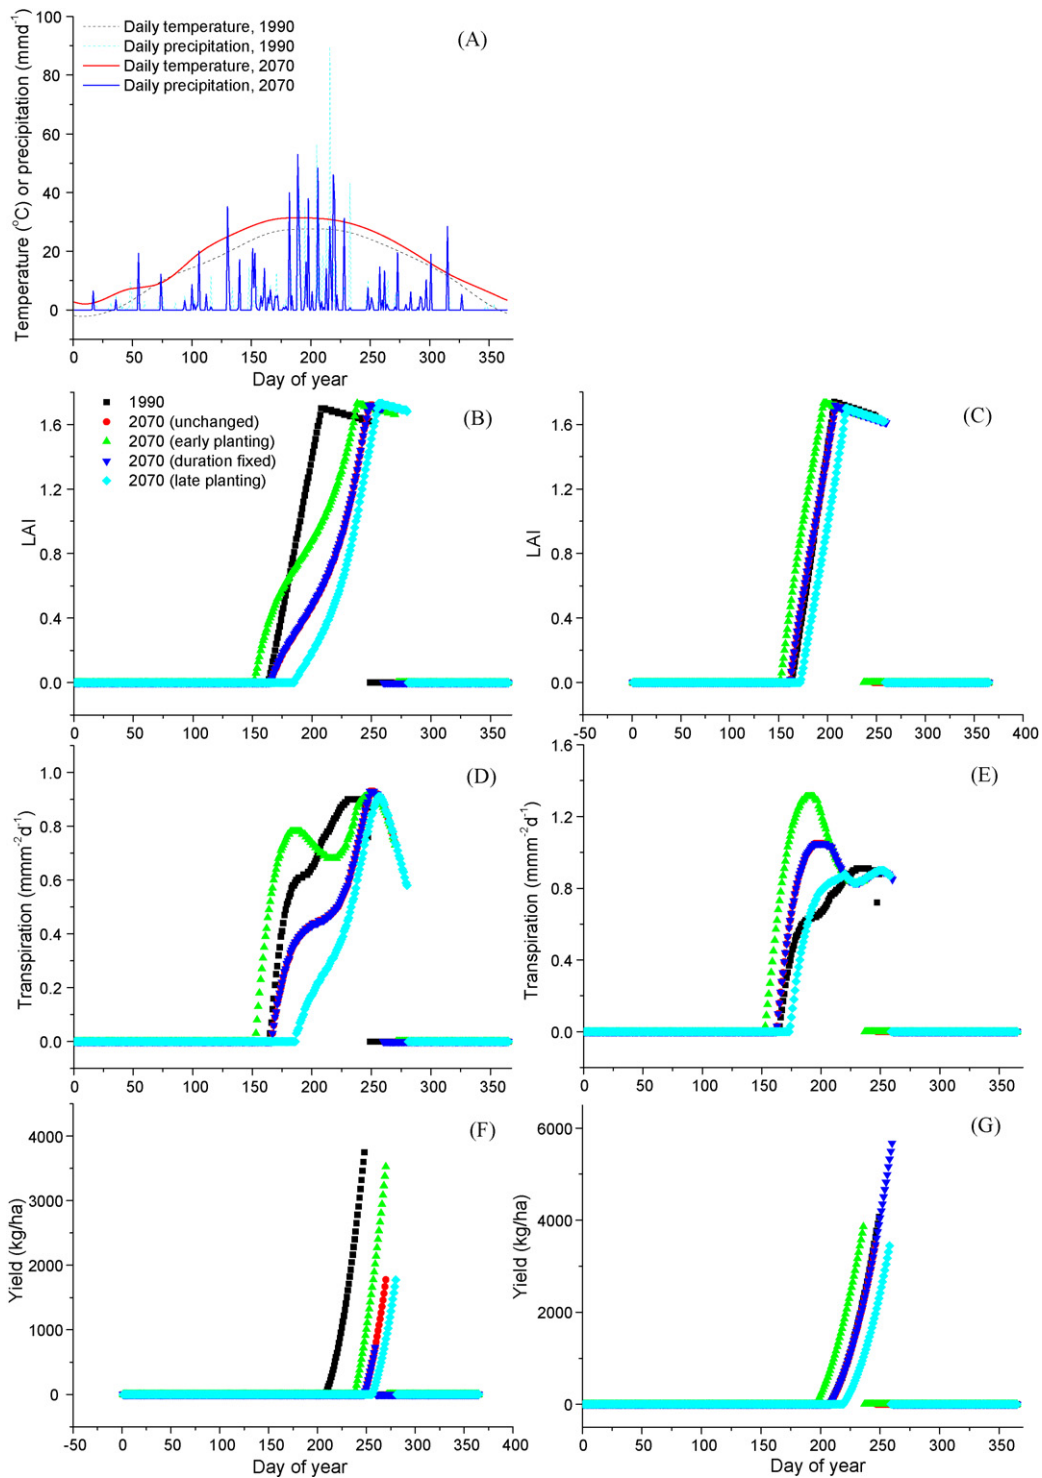 (A)
Daily temperature, 1990
Daily precipitation, 1990
Daily temperature, 2070
Daily precipitation, 2070
Temperature (°C) or precipitation (mmd⁻¹)
100
80
60
40
20
0
0 50 100 150 200 250 300 350
Day of year
(B)
1990
2070 (unchanged)
2070 (early planting)
2070 (duration fixed)
2070 (late planting)
LAI
1.6
1.2
0.8
0.4
0.0
0 50 100 150 200 250 300 350
(C)
LAI
1.6
1.2
0.8
0.4
0.0
-50 0 50 100 150 200 250 300 350 400
(D)
Transpiration (mmm⁻²d⁻¹)
1.0
0.8
0.6
0.4
0.2
0.0
0 50 100 150 200 250 300 350
(E)
Transpiration (mmm⁻²d⁻¹)
1.6
1.2
0.8
0.4
0.0
0 50 100 150 200 250 300 350
(F)
Yield (kg/ha)
4000
3000
2000
1000
0
-50 0 50 100 150 200 250 300 350 400
Day of year
(G)
Yield (kg/ha)
6000
4000
2000
0
0 50 100 150 200 250 300 350
Day of year